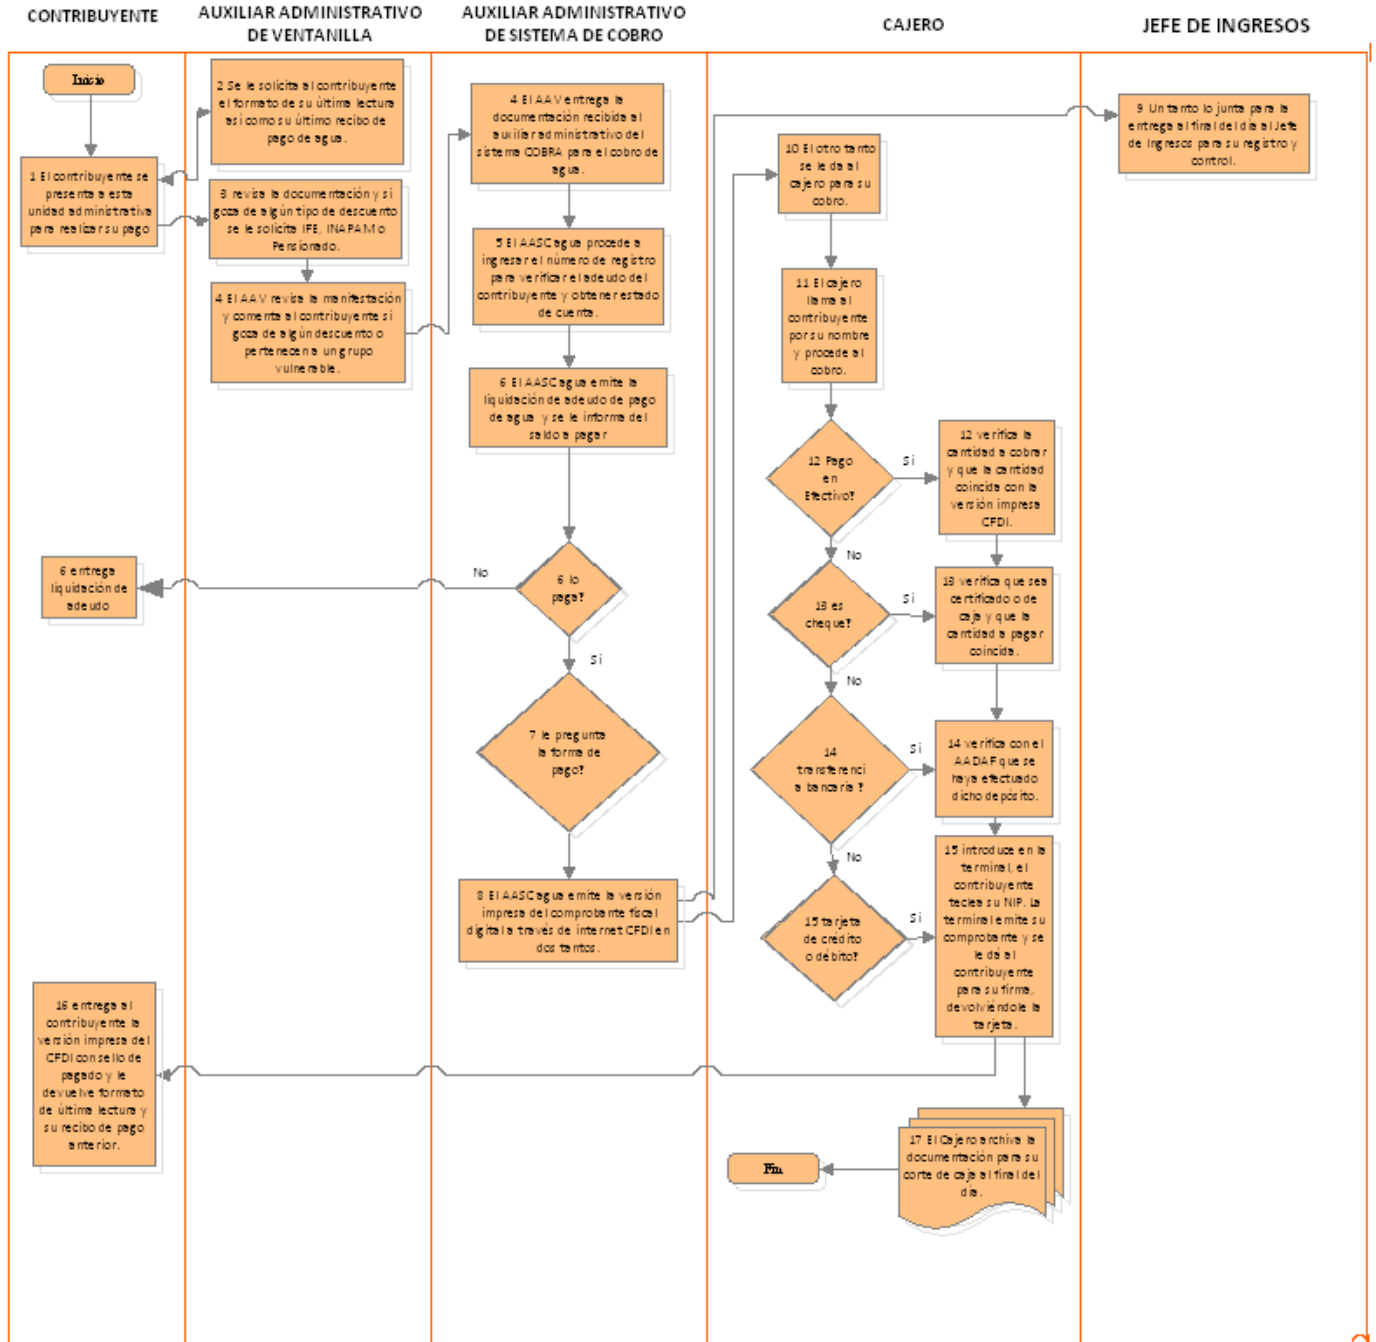 CONTRIBUYENTE
AUXILIAR ADMINISTRATIVO
DE VENTANILLA
AUXILIAR ADMINISTRATIVO
DE SISTEMA DE COBRO
CAJERO
JEFE DE INGRESOS
Inicio
1 El contribuyente se
presenta a esta
unidad administrativa
para realizar su pago
2 Se le solicita al contribuyente
el formato de su última lectura
así como su último recibo de
pago de agua.
3 revisa la documentación y si
goza de algún tipo de descuento
se le solicita IFE, INAPAM o
Pensionado.
4 El AAV revisa la manifestación
y comenta al contribuyente si
goza de algún descuento o
pertenecen a un grupo
vulnerable.
4 El AAV entrega la
documentación recibida al
auxiliar administrativo del
sistema COBRA para el cobro de
agua.
5 El AASC agua procede a
ingresar el número de registro
para verificar el adeudo del
contribuyente y obtener estado
de cuenta.
6 El AASC agua emite la
liquidación de adeudo de pago
de agua y se le informa del
saldo a pagar
6 lo
paga?
No
Si
6 entrega
liquidación de
adeudo
7 le pregunta
la forma de
pago?
8 El AASC agua emite la versión
impresa del comprobante fiscal
digital a través de internet CFDI en
dos tantos.
9 Un tanto lo junta para la
entrega al final del día al Jefe
de Ingresos para su registro y
control.
10 El otro tanto
se le da al
cajero para su
cobro.
11 El cajero
llama al
contribuyente
por su nombre
y procede al
cobro.
12 Pago
en
Efectivo?
Si
No
12 verifica la
cantidad a cobrar
y que la cantidad
coincida con la
versión impresa
CFDI.
13 es
cheque?
Si
No
13 verifica que sea
certificado o de
caja y que la
cantidad a pagar
coincida.
14
transferenci
a bancaria ?
Si
No
14 verifica con el
AADAF que se
haya efectuado
dicho depósito.
15 tarjeta
de crédito
o débito?
Si
15 introduce en la
terminal, el
contribuyente
teclea su NIP. La
terminal emite su
comprobante y se
le dá al
contribuyente
para su firma,
devolviéndole la
tarjeta.
16 entrega al
contribuyente la
versión impresa del
CFDI con sello de
pagado y le
devuelve formato
de última lectura y
su recibo de pago
anterior.
17 El Cajero archiva la
documentación para su
corte de caja al final del
día.
Fin